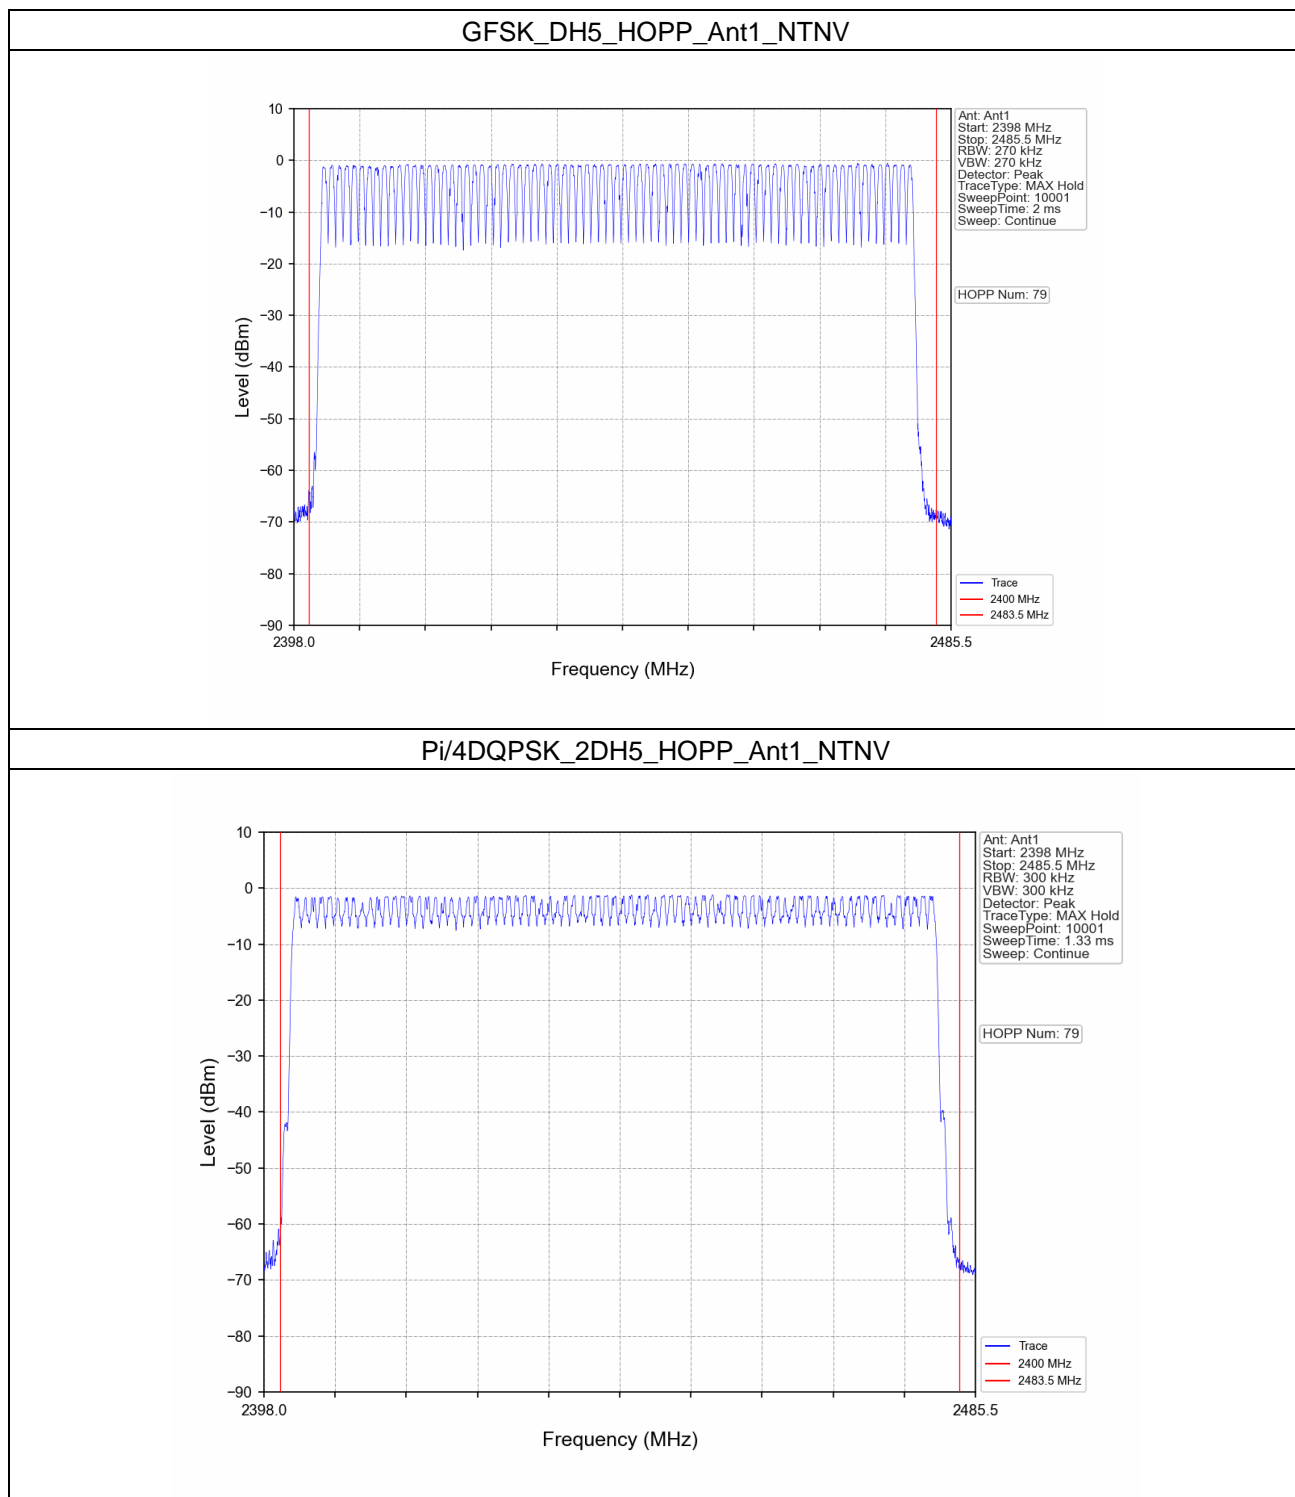 GFSK_DH5_HOPP_Ant1_NTNV
10
0
−10
−20
−30
−40
−50
−60
−70
−80
−90
Level (dBm)
2398.0
2485.5
Frequency (MHz)
Ant: Ant1
Start: 2398 MHz
Stop: 2485.5 MHz
RBW: 270 kHz
VBW: 270 kHz
Detector: Peak
TraceType: MAX Hold
SweepPoint: 10001
SweepTime: 2 ms
Sweep: Continue
HOPP Num: 79
Trace
2400 MHz
2483.5 MHz
Pi/4DQPSK_2DH5_HOPP_Ant1_NTNV
10
0
−10
−20
−30
−40
−50
−60
−70
−80
−90
Level (dBm)
2398.0
2485.5
Frequency (MHz)
Ant: Ant1
Start: 2398 MHz
Stop: 2485.5 MHz
RBW: 300 kHz
VBW: 300 kHz
Detector: Peak
TraceType: MAX Hold
SweepPoint: 10001
SweepTime: 1.33 ms
Sweep: Continue
HOPP Num: 79
Trace
2400 MHz
2483.5 MHz